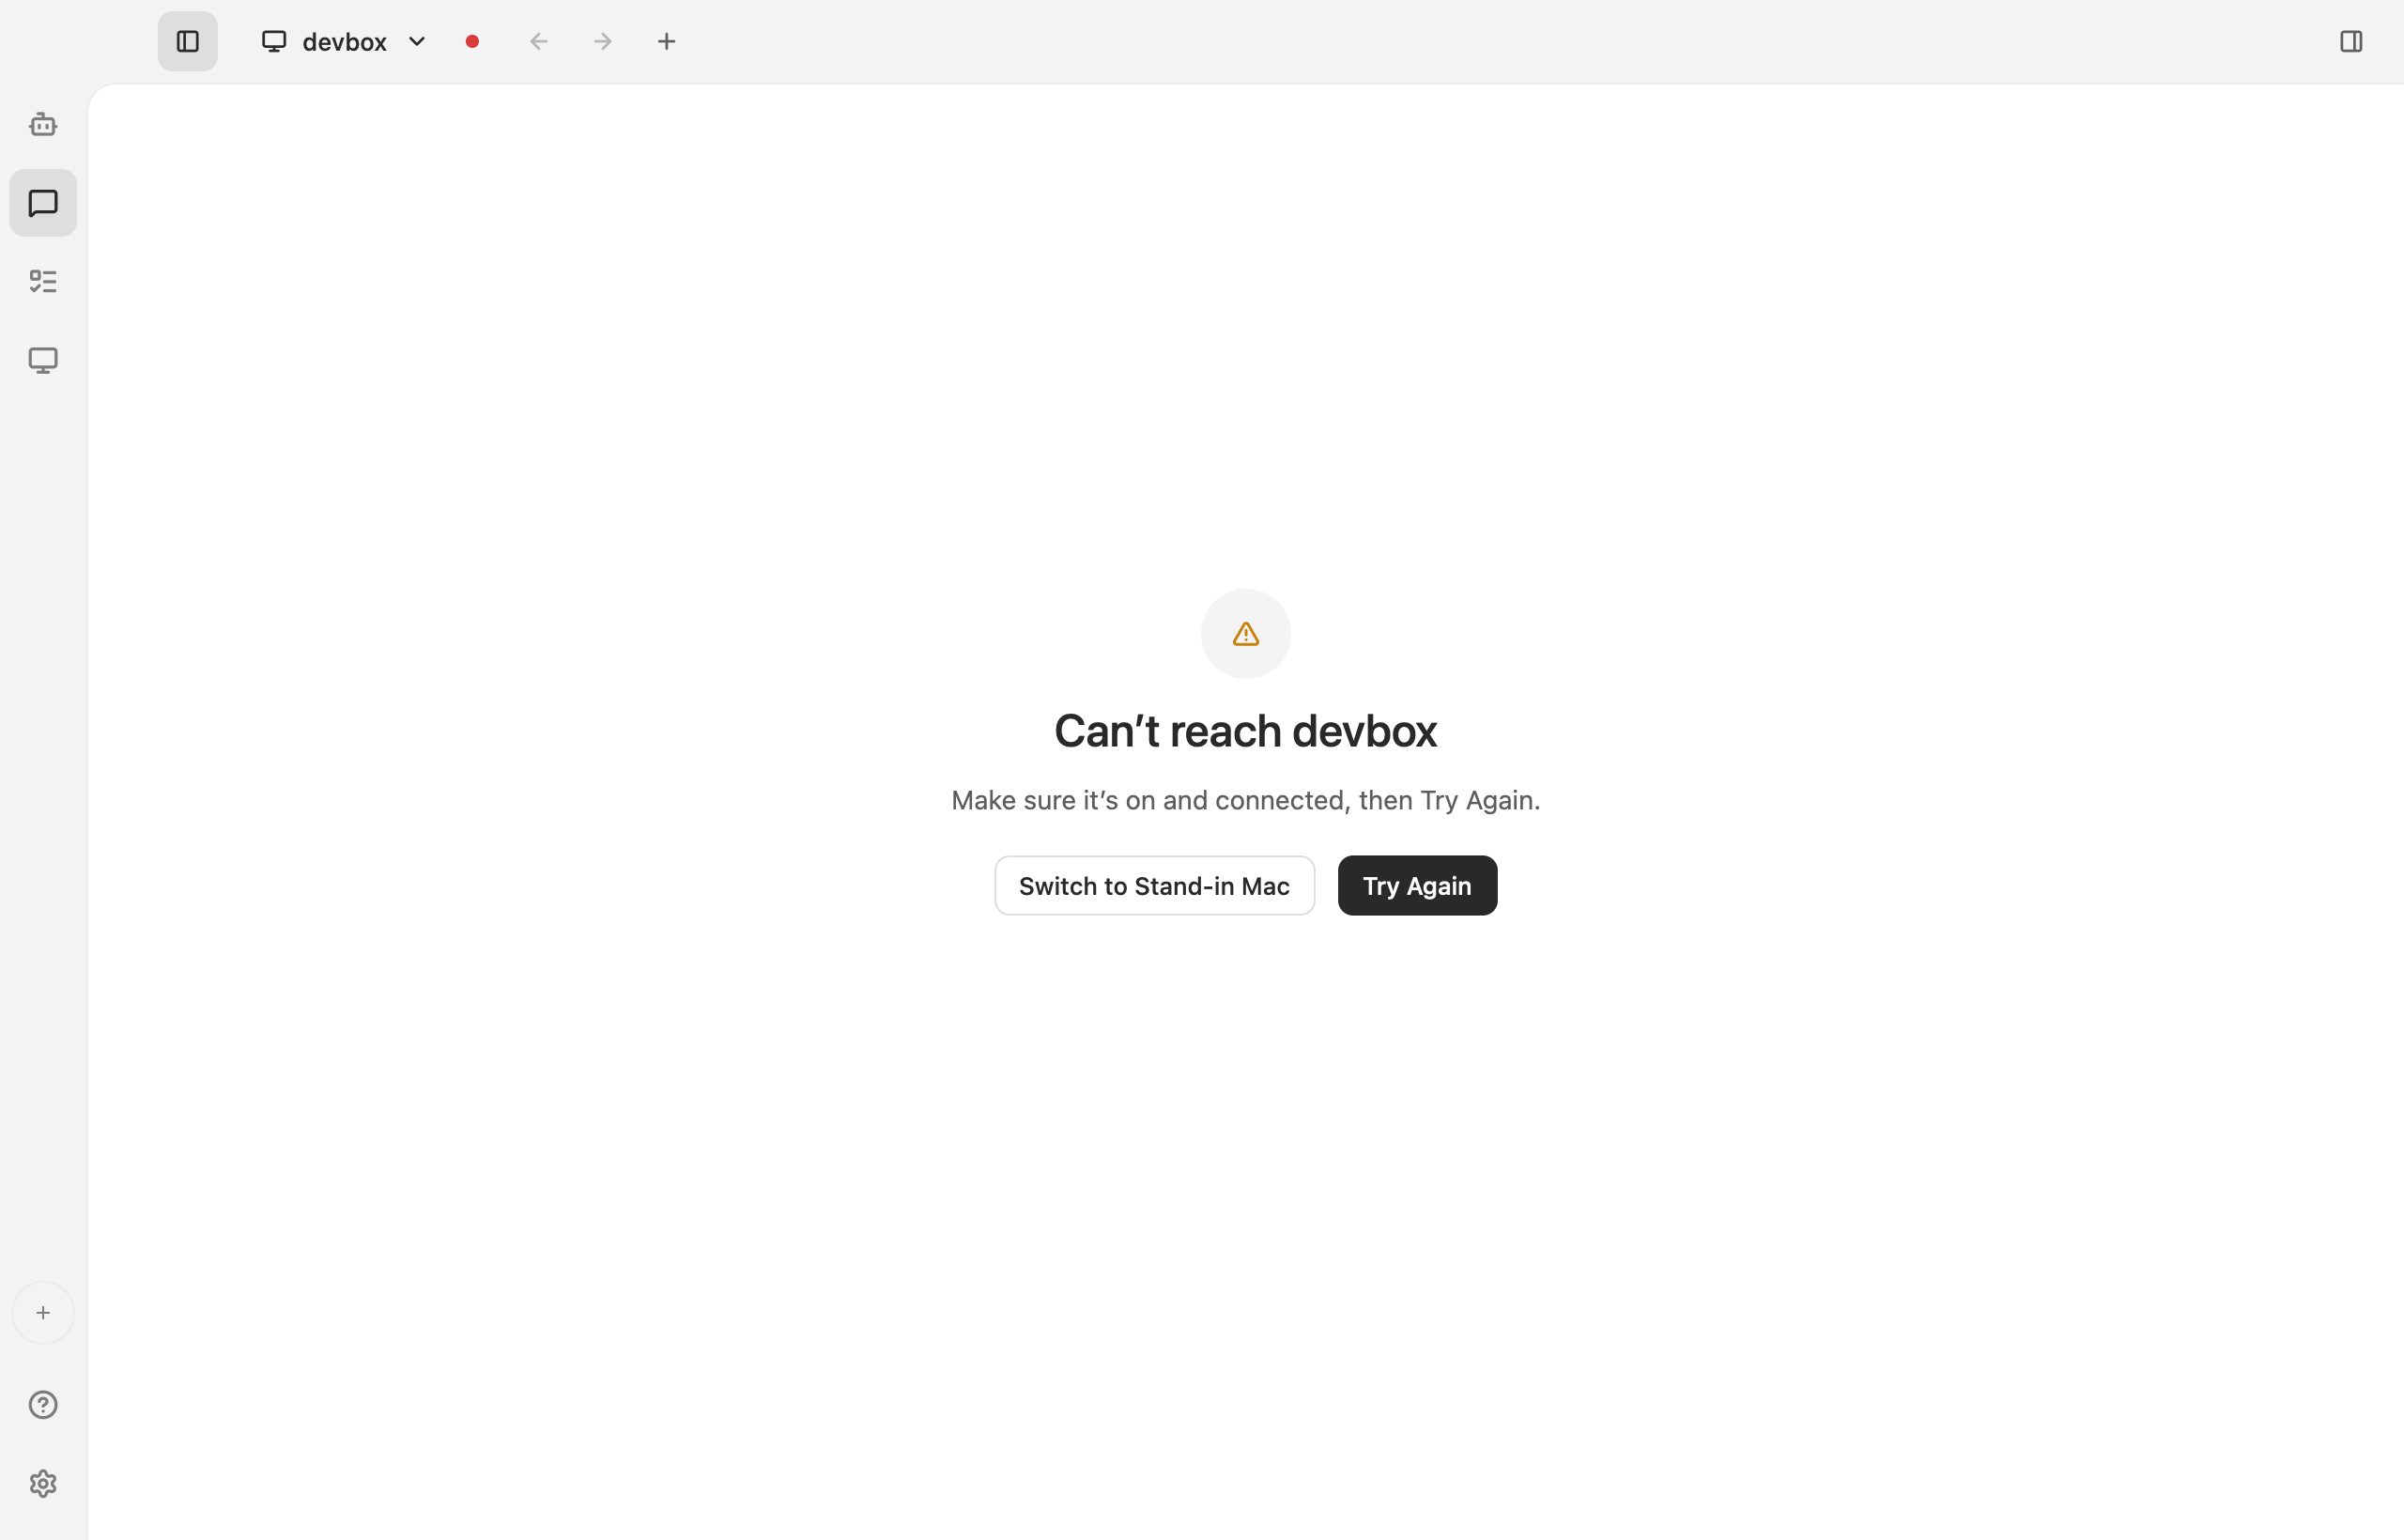 devbox
Can’t reach devbox
Make sure it’s on and connected, then Try Again.
Switch to Stand-in Mac
Try Again